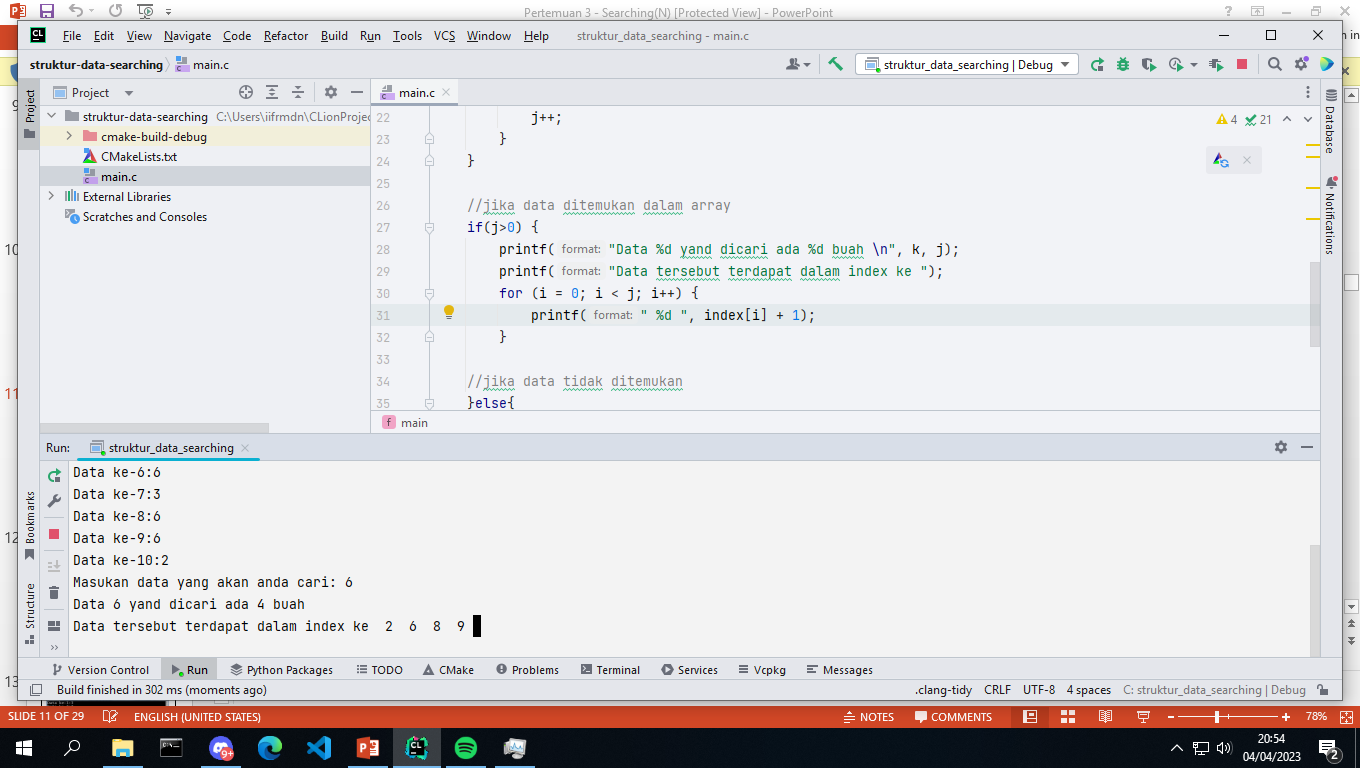 Pertemuan 3 - Searching(N) [Protected View] - PowerPoint
File Edit View Navigate Code Refactor Build Run Tools VCS Window Help struktur_data_searching - main.c
struktur-data-searching main.c struktur_data_searching | Debug
Project main.c
struktur-data-searching C:\Users\iifrmdn\CLionProjec
cmake-build-debug
CMakeLists.txt
main.c
External Libraries
Scratches and Consoles
Project
Bookmarks
Structure
Database
Notifications
4 21
22 j++;
23 }
24 }
25
26 //jika data ditemukan dalam array
27 if(j>0) {
28 printf( format: "Data %d yand dicari ada %d buah \n", k, j);
29 printf( format: "Data tersebut terdapat dalam index ke ");
30 for (i = 0; i < j; i++) {
31 printf( format: " %d ", index[i] + 1);
32 }
33
34 //jika data tidak ditemukan
35 }else{
f main
Run: struktur_data_searching
Data ke-6:6
Data ke-7:3
Data ke-8:6
Data ke-9:6
Data ke-10:2
Masukan data yang akan anda cari: 6
Data 6 yand dicari ada 4 buah
Data tersebut terdapat dalam index ke  2  6  8  9
Version Control Run Python Packages TODO CMake Problems Terminal Services Vcpkg Messages
Build finished in 302 ms (moments ago) .clang-tidy CRLF UTF-8 4 spaces C: struktur_data_searching | Debug
9
10
11
12
13
SLIDE 11 OF 29 ENGLISH (UNITED STATES) NOTES COMMENTS 78%
9+
20:54
04/04/2023
2